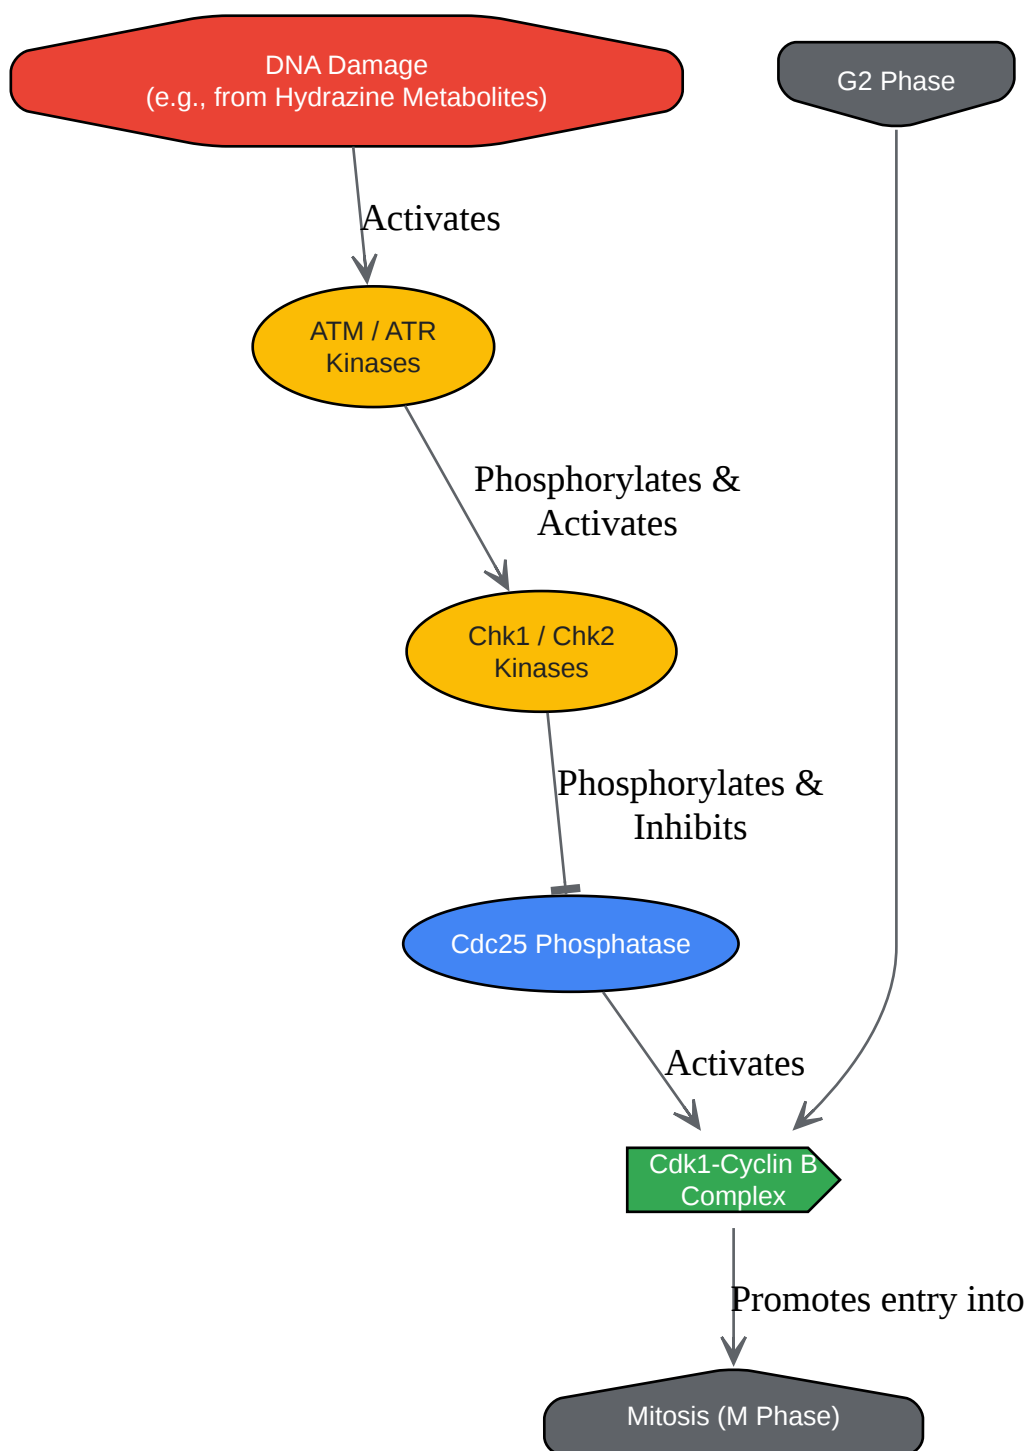 DNA Damage
(e.g., from Hydrazine Metabolites)
G2 Phase
Activates
ATM / ATR
Kinases
Phosphorylates &
Activates
Chk1 / Chk2
Kinases
Phosphorylates &
Inhibits
Cdc25 Phosphatase
Activates
Cdk1-Cyclin B
Complex
Promotes entry into
Mitosis (M Phase)